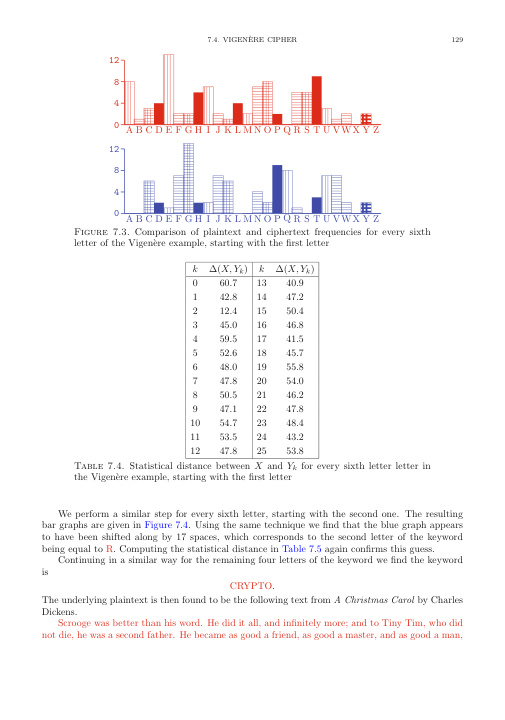 7.4. VIGENÈRE CIPHER 129
12
8
4
0
A B C D E F G H I J K L M N O P Q R S T U V W X Y Z
12
8
4
0
A B C D E F G H I J K L M N O P Q R S T U V W X Y Z
Figure 7.3. Comparison of plaintext and ciphertext frequencies for every sixth
letter of the Vigenère example, starting with the first letter
k Δ(X, Yk) k Δ(X, Yk)
0 60.7 13 40.9
1 42.8 14 47.2
2 12.4 15 50.4
3 45.0 16 46.8
4 59.5 17 41.5
5 52.6 18 45.7
6 48.0 19 55.8
7 47.8 20 54.0
8 50.5 21 46.2
9 47.1 22 47.8
10 54.7 23 48.4
11 53.5 24 43.2
12 47.8 25 53.8
Table 7.4. Statistical distance between X and Yk for every sixth letter letter in
the Vigenère example, starting with the first letter
We perform a similar step for every sixth letter, starting with the second one. The resulting
bar graphs are given in Figure 7.4. Using the same technique we find that the blue graph appears
to have been shifted along by 17 spaces, which corresponds to the second letter of the keyword
being equal to R. Computing the statistical distance in Table 7.5 again confirms this guess.
Continuing in a similar way for the remaining four letters of the keyword we find the keyword
is
CRYPTO.
The underlying plaintext is then found to be the following text from A Christmas Carol by Charles
Dickens.
Scrooge was better than his word. He did it all, and infinitely more; and to Tiny Tim, who did
not die, he was a second father. He became as good a friend, as good a master, and as good a man,